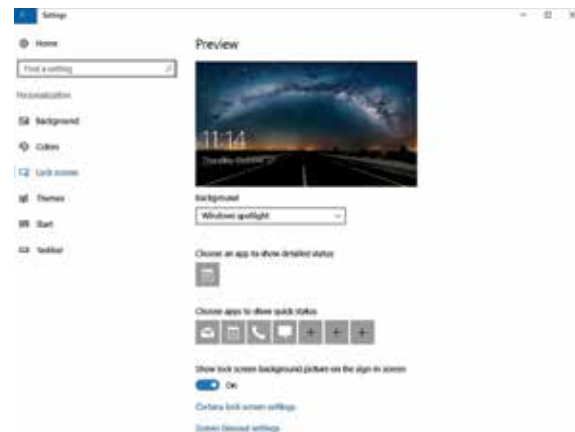 Settings
Home
Find a setting
Personalization
Background
Colors
Lock screen
Themes
Start
Taskbar
Preview
11:14
Thursday, October
Background
Windows spotlight
Choose an app to show detailed status
Choose apps to show quick status
Show lock screen background picture on the sign-in screen
On
Cortana lock screen settings
Screen timeout settings